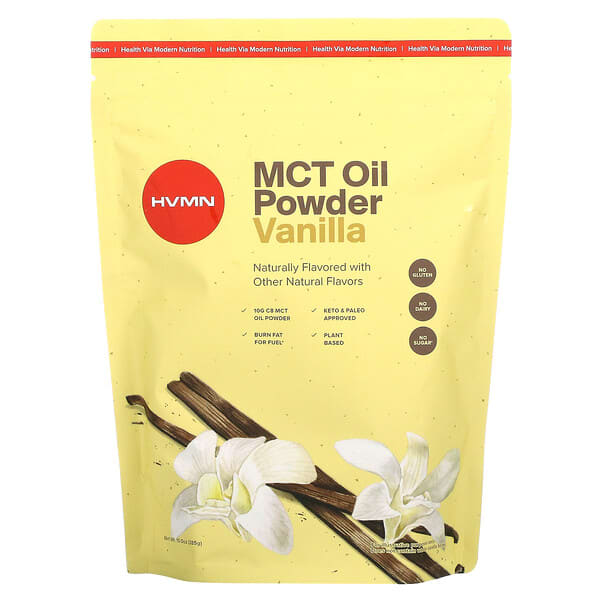 Nutrition | Health Via Modern Nutrition | Health Via Modern Nutrition | Health Via Modern Nutrition | Health
HVMN
MCT Oil
Powder
Vanilla
Naturally Flavored with
Other Natural Flavors
NO
GLUTEN
NO
DAIRY
NO
SUGAR*
✓ 10G C8 MCT
OIL POWDER
✓ KETO & PALEO
APPROVED
✓ BURN FAT
FOR FUEL*
✓ PLANT
BASED